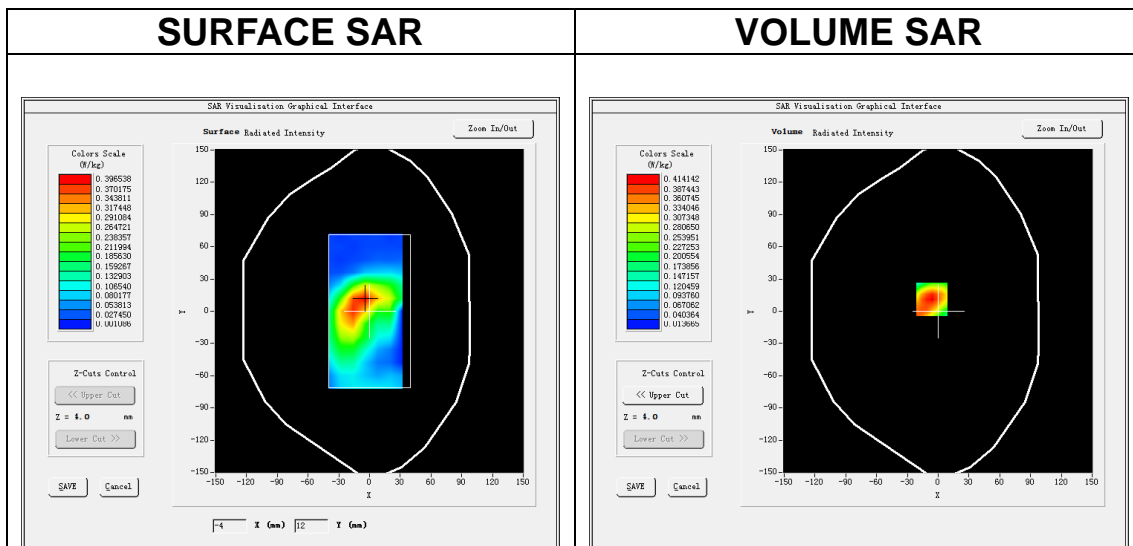 SURFACE SAR
VOLUME SAR
SAR Visualisation Graphical Interface
Surface Radiated Intensity
Zoom In/Out
Colors Scale
(W/kg)
0.396538
0.370175
0.343811
0.317448
0.291084
0.264721
0.238357
0.211994
0.185630
0.159267
0.132903
0.106540
0.080177
0.053813
0.027450
0.001086
Z-Cuts Control
<< Upper Cut
Z = 4.0 mm
Lower Cut >>
SAVE Cancel
150
120
90
60
30
0
-30
-60
-90
-120
-150
Y
-150 -120 -90 -60 -30 0 30 60 90 120 150
X
-4 X (mm) 12 Y (mm)
SAR Visualisation Graphical Interface
Volume Radiated Intensity
Zoom In/Out
Colors Scale
(W/kg)
0.414142
0.387443
0.360745
0.334046
0.307348
0.280650
0.253951
0.227253
0.200554
0.173856
0.147157
0.120459
0.093760
0.067062
0.040364
0.013665
Z-Cuts Control
<< Upper Cut
Z = 4.0 mm
Lower Cut >>
SAVE Cancel
150
120
90
60
30
0
-30
-60
-90
-120
-150
Y
-150 -120 -90 -60 -30 0 30 60 90 120 150
X